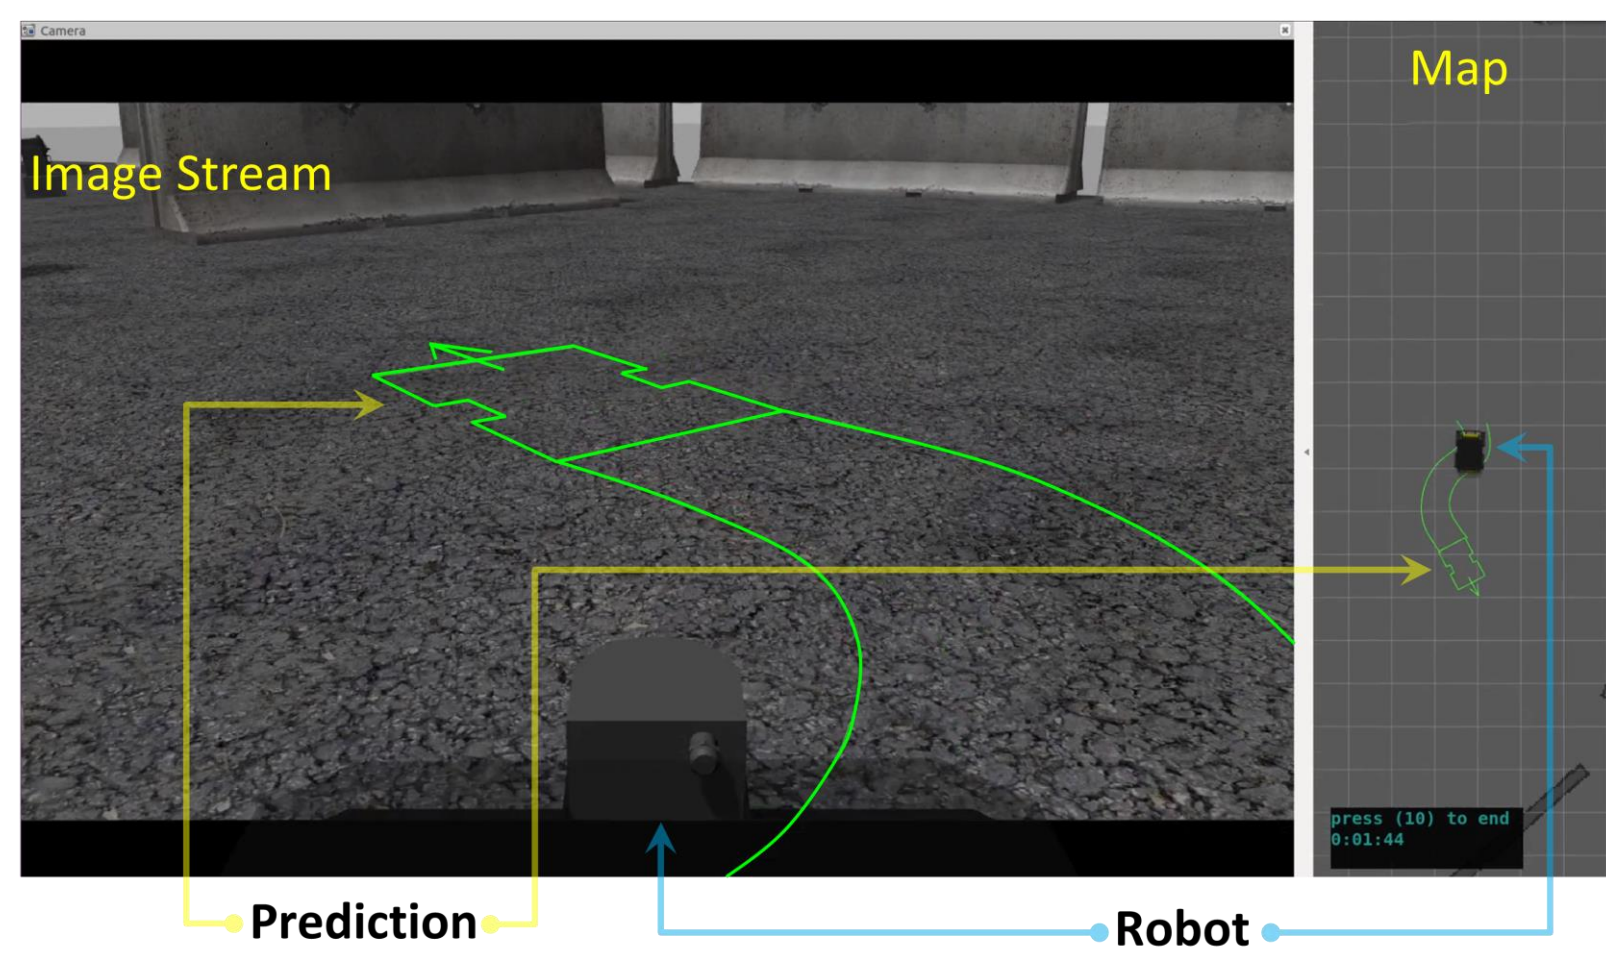 Camera
Map
Image Stream
press (10) to end
0:01:44
Prediction
Robot